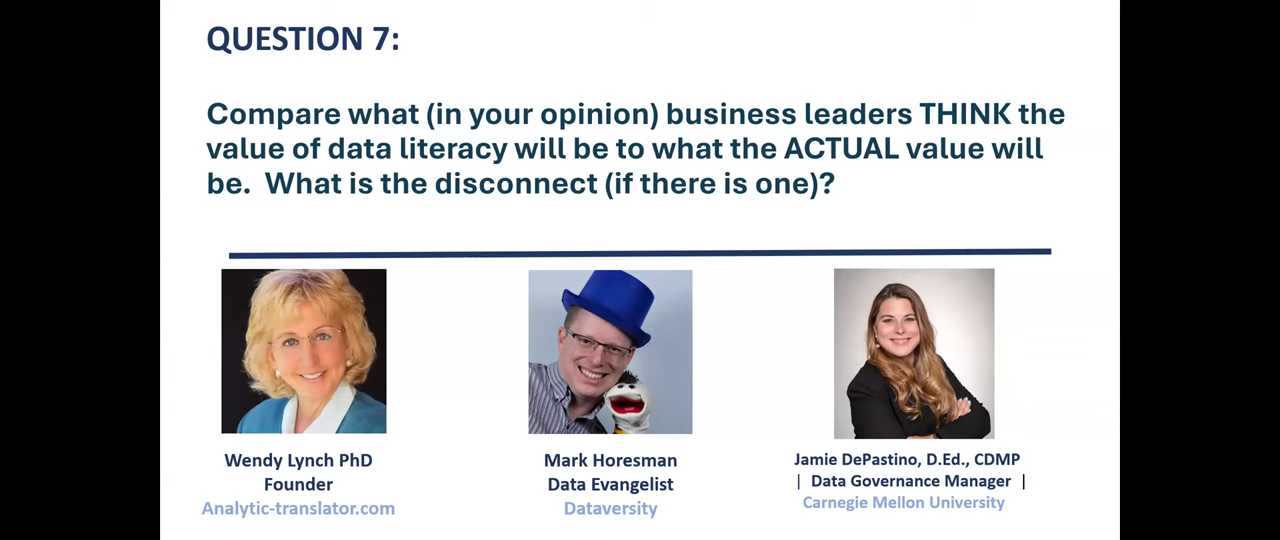 QUESTION 7:
Compare what (in your opinion) business leaders THINK the
value of data literacy will be to what the ACTUAL value will
be.  What is the disconnect (if there is one)?
Wendy Lynch PhD
Founder
Analytic-translator.com
Mark Horesman
Data Evangelist
Dataversity
Jamie DePastino, D.Ed., CDMP
| Data Governance Manager |
Carnegie Mellon University